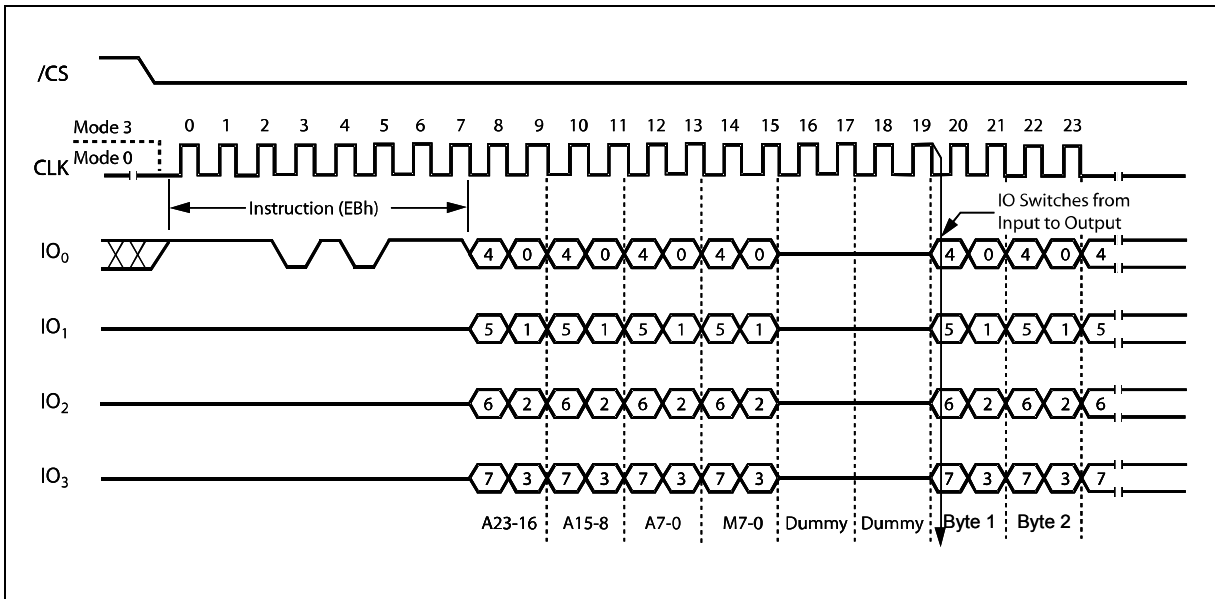 /CS
Mode 3
0 1 2 3 4 5 6 7 8 9 10 11 12 13 14 15 16 17 18 19 20 21 22 23
Mode 0
CLK
Instruction (EBh)
IO Switches from
Input to Output
IO0
4 0 4 0 4 0 4 0 4 0 4 0 4
IO1
5 1 5 1 5 1 5 1 5 1 5 1 5
IO2
6 2 6 2 6 2 6 2 6 2 6 2 6
IO3
7 3 7 3 7 3 7 3 7 3 7 3 7
A23-16 A15-8 A7-0 M7-0 Dummy Dummy Byte 1 Byte 2